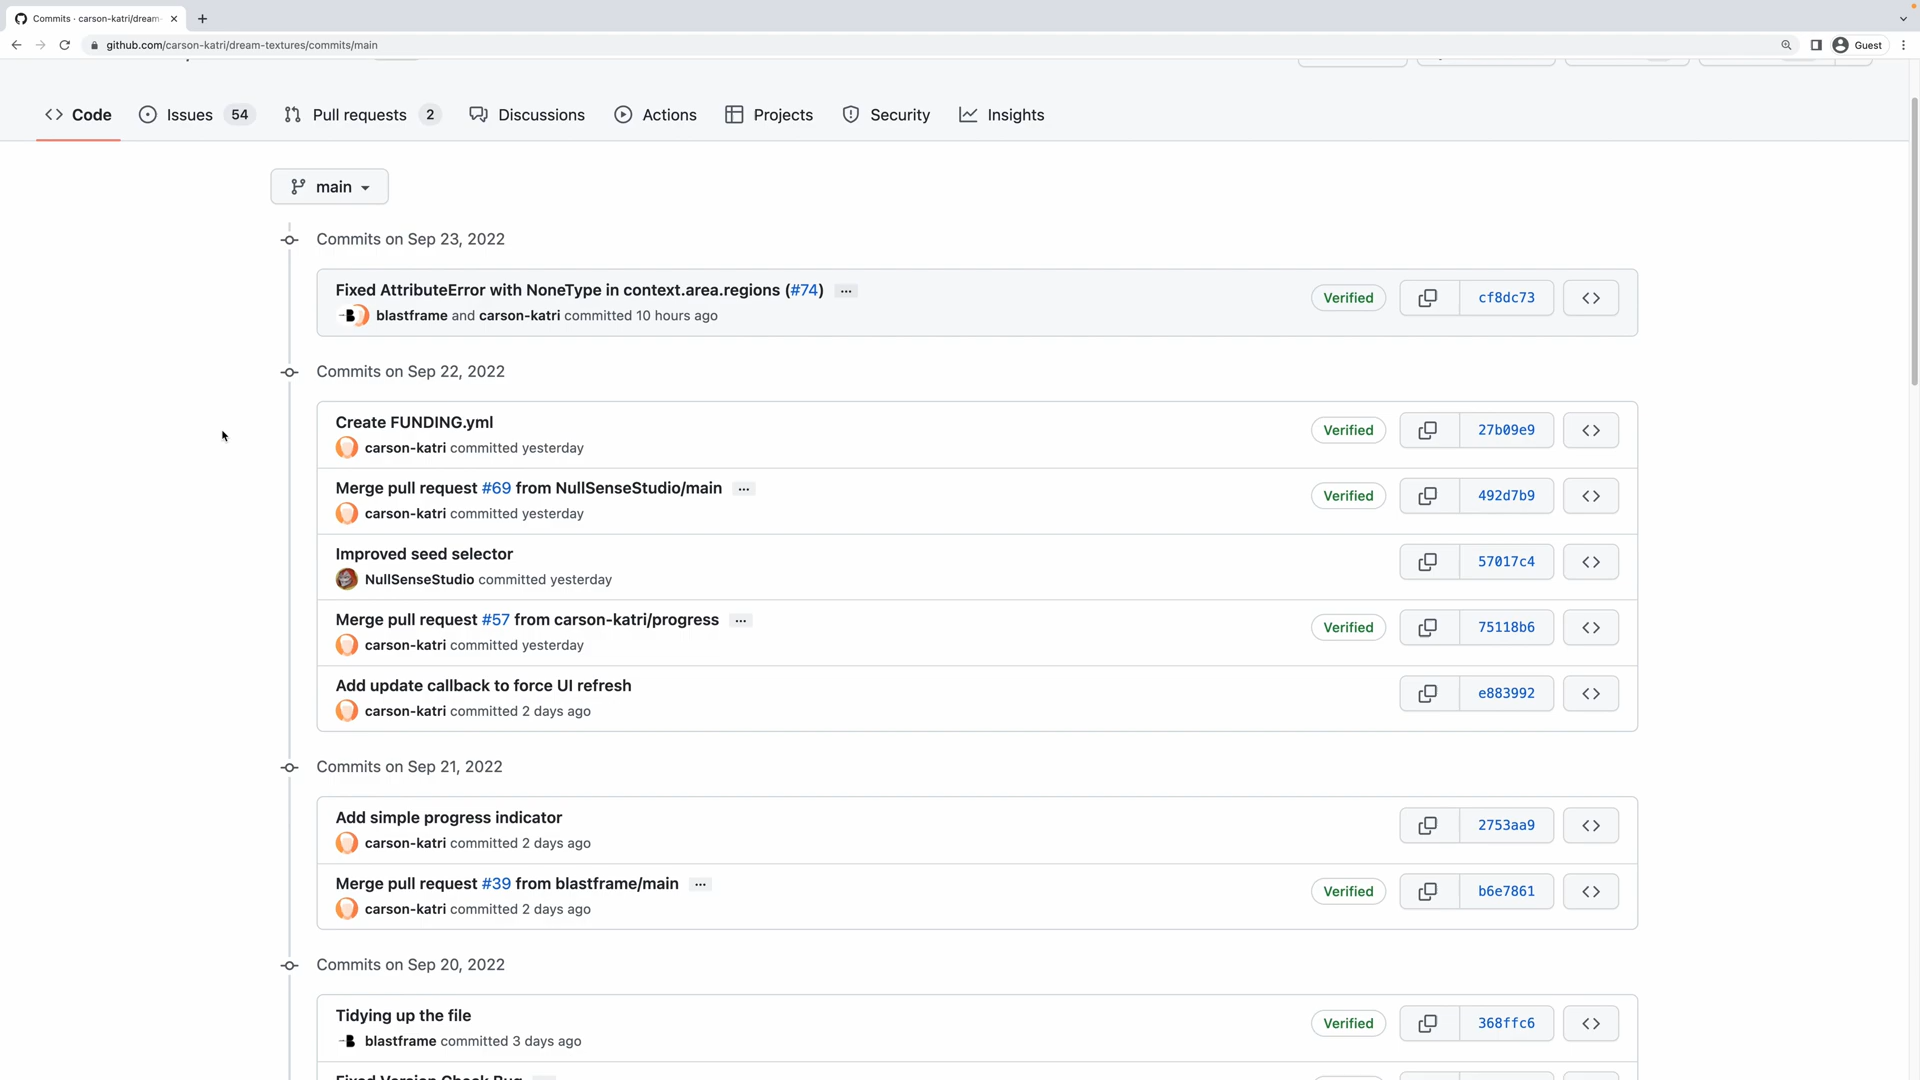 Commits · carson-katri/dream-
github.com/carson-katri/dream-textures/commits/main
Guest
Code
Issues 54
Pull requests 2
Discussions
Actions
Projects
Security
Insights
main
Commits on Sep 23, 2022
Fixed AttributeError with NoneType in context.area.regions (#74) ...
Verified
cf8dc73
blastframe and carson-katri committed 10 hours ago
Commits on Sep 22, 2022
Create FUNDING.yml
Verified
27b09e9
carson-katri committed yesterday
Merge pull request #69 from NullSenseStudio/main ...
Verified
492d7b9
carson-katri committed yesterday
Improved seed selector
57017c4
NullSenseStudio committed yesterday
Merge pull request #57 from carson-katri/progress ...
Verified
75118b6
carson-katri committed yesterday
Add update callback to force UI refresh
e883992
carson-katri committed 2 days ago
Commits on Sep 21, 2022
Add simple progress indicator
2753aa9
carson-katri committed 2 days ago
Merge pull request #39 from blastframe/main ...
Verified
b6e7861
carson-katri committed 2 days ago
Commits on Sep 20, 2022
Tidying up the file
Verified
368ffc6
blastframe committed 3 days ago
Fixed Version Check Bug